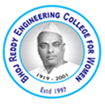 BHOJ REDDY ENGINEERING COLLEGE FOR WOMEN
1919 - 2001
Estd 1997